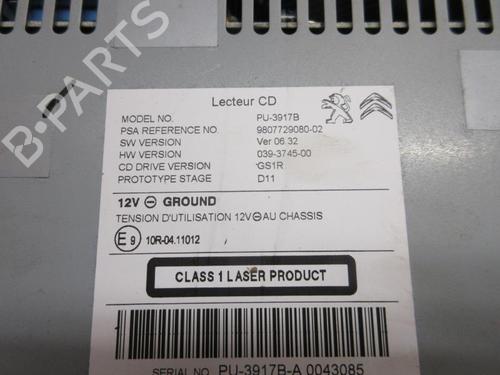 B-PARTS
Lecteur CD
MODEL NO. PU-3917B
PSA REFERENCE NO. 9807729080-02
SW VERSION Ver 06.32
HW VERSION 039-3745-00
CD DRIVE VERSION GS1R
PROTOTYPE STAGE D11
12V ⊖ GROUND
TENSION D'UTILISATION 12V⊖AU CHASSIS
E9 10R-04.11012
CLASS 1 LASER PRODUCT
SERIAL NO. PU-3917B-A 0043085